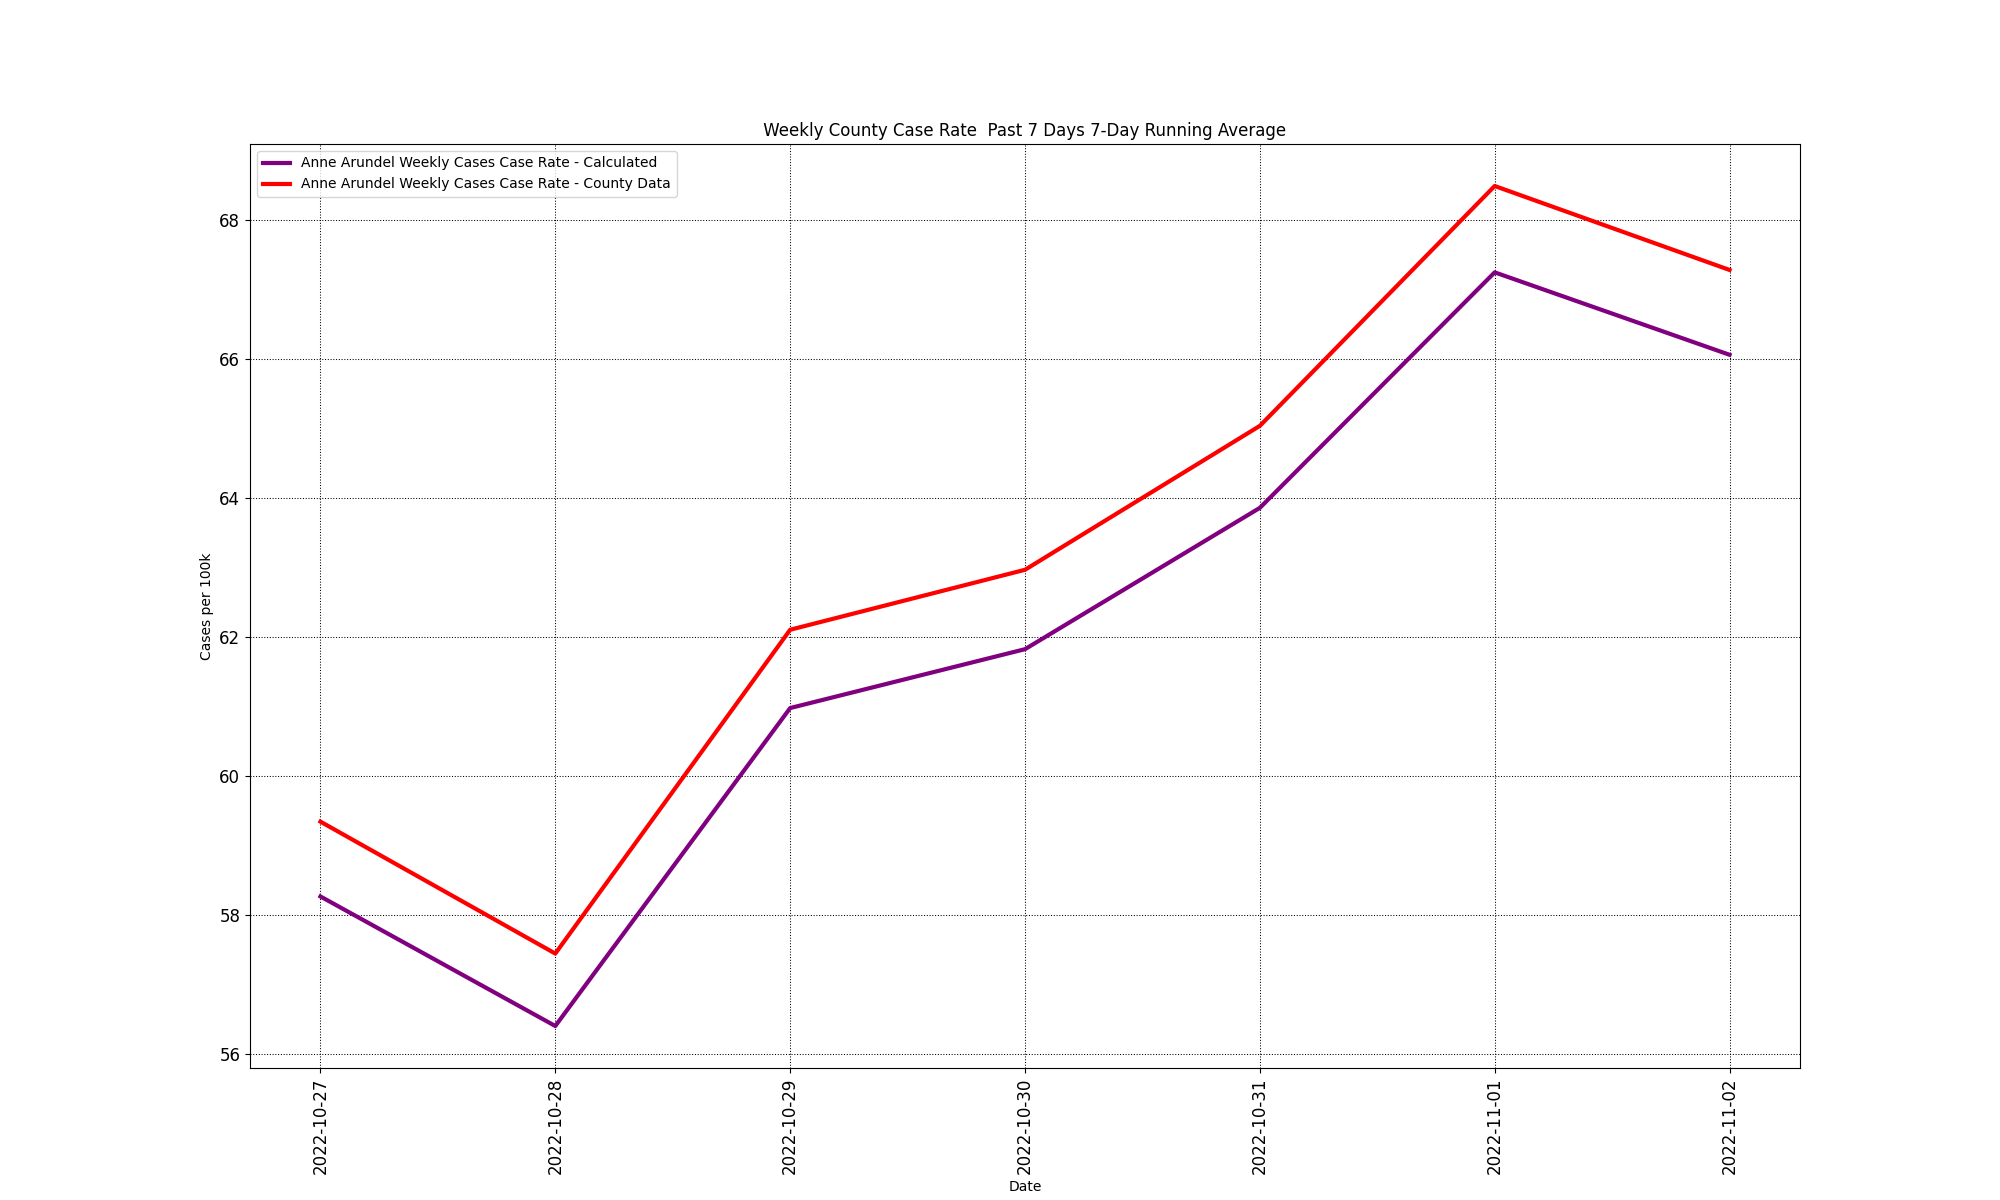 Weekly County Case Rate  Past 7 Days 7-Day Running Average
Anne Arundel Weekly Cases Case Rate - Calculated
Anne Arundel Weekly Cases Case Rate - County Data
68
66
64
62
60
58
56
Cases per 100k
2022-10-27
2022-10-28
2022-10-29
2022-10-30
2022-10-31
2022-11-01
2022-11-02
Date